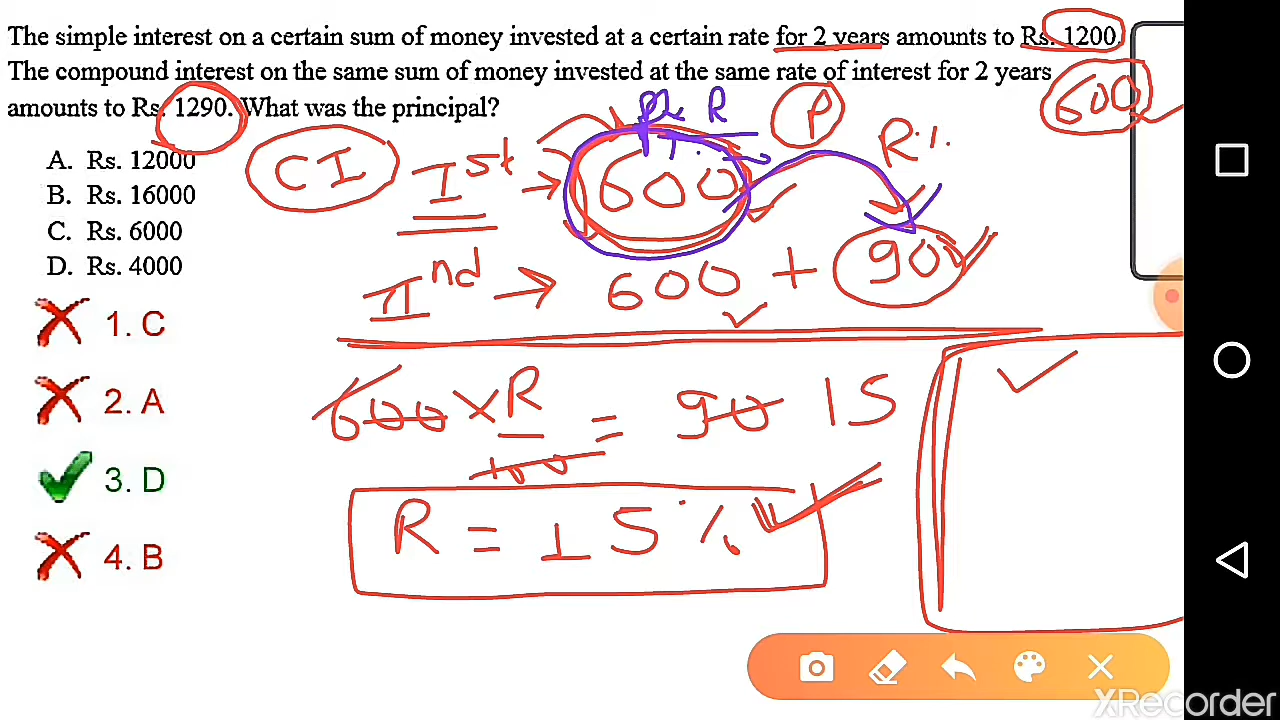 The simple interest on a certain sum of money invested at a certain rate for 2 years amounts to Rs. 1200.
The compound interest on the same sum of money invested at the same rate of interest for 2 years
amounts to Rs. 1290. What was the principal?
600
P
R
A. Rs. 12000
CI
Ist → 600
R%
B. Rs. 16000
C. Rs. 6000
D. Rs. 4000
IInd → 600 + 90
1. C
2. A
600 × R/100 = 90 15
3. D
R = 15%
4. B
XRecorder